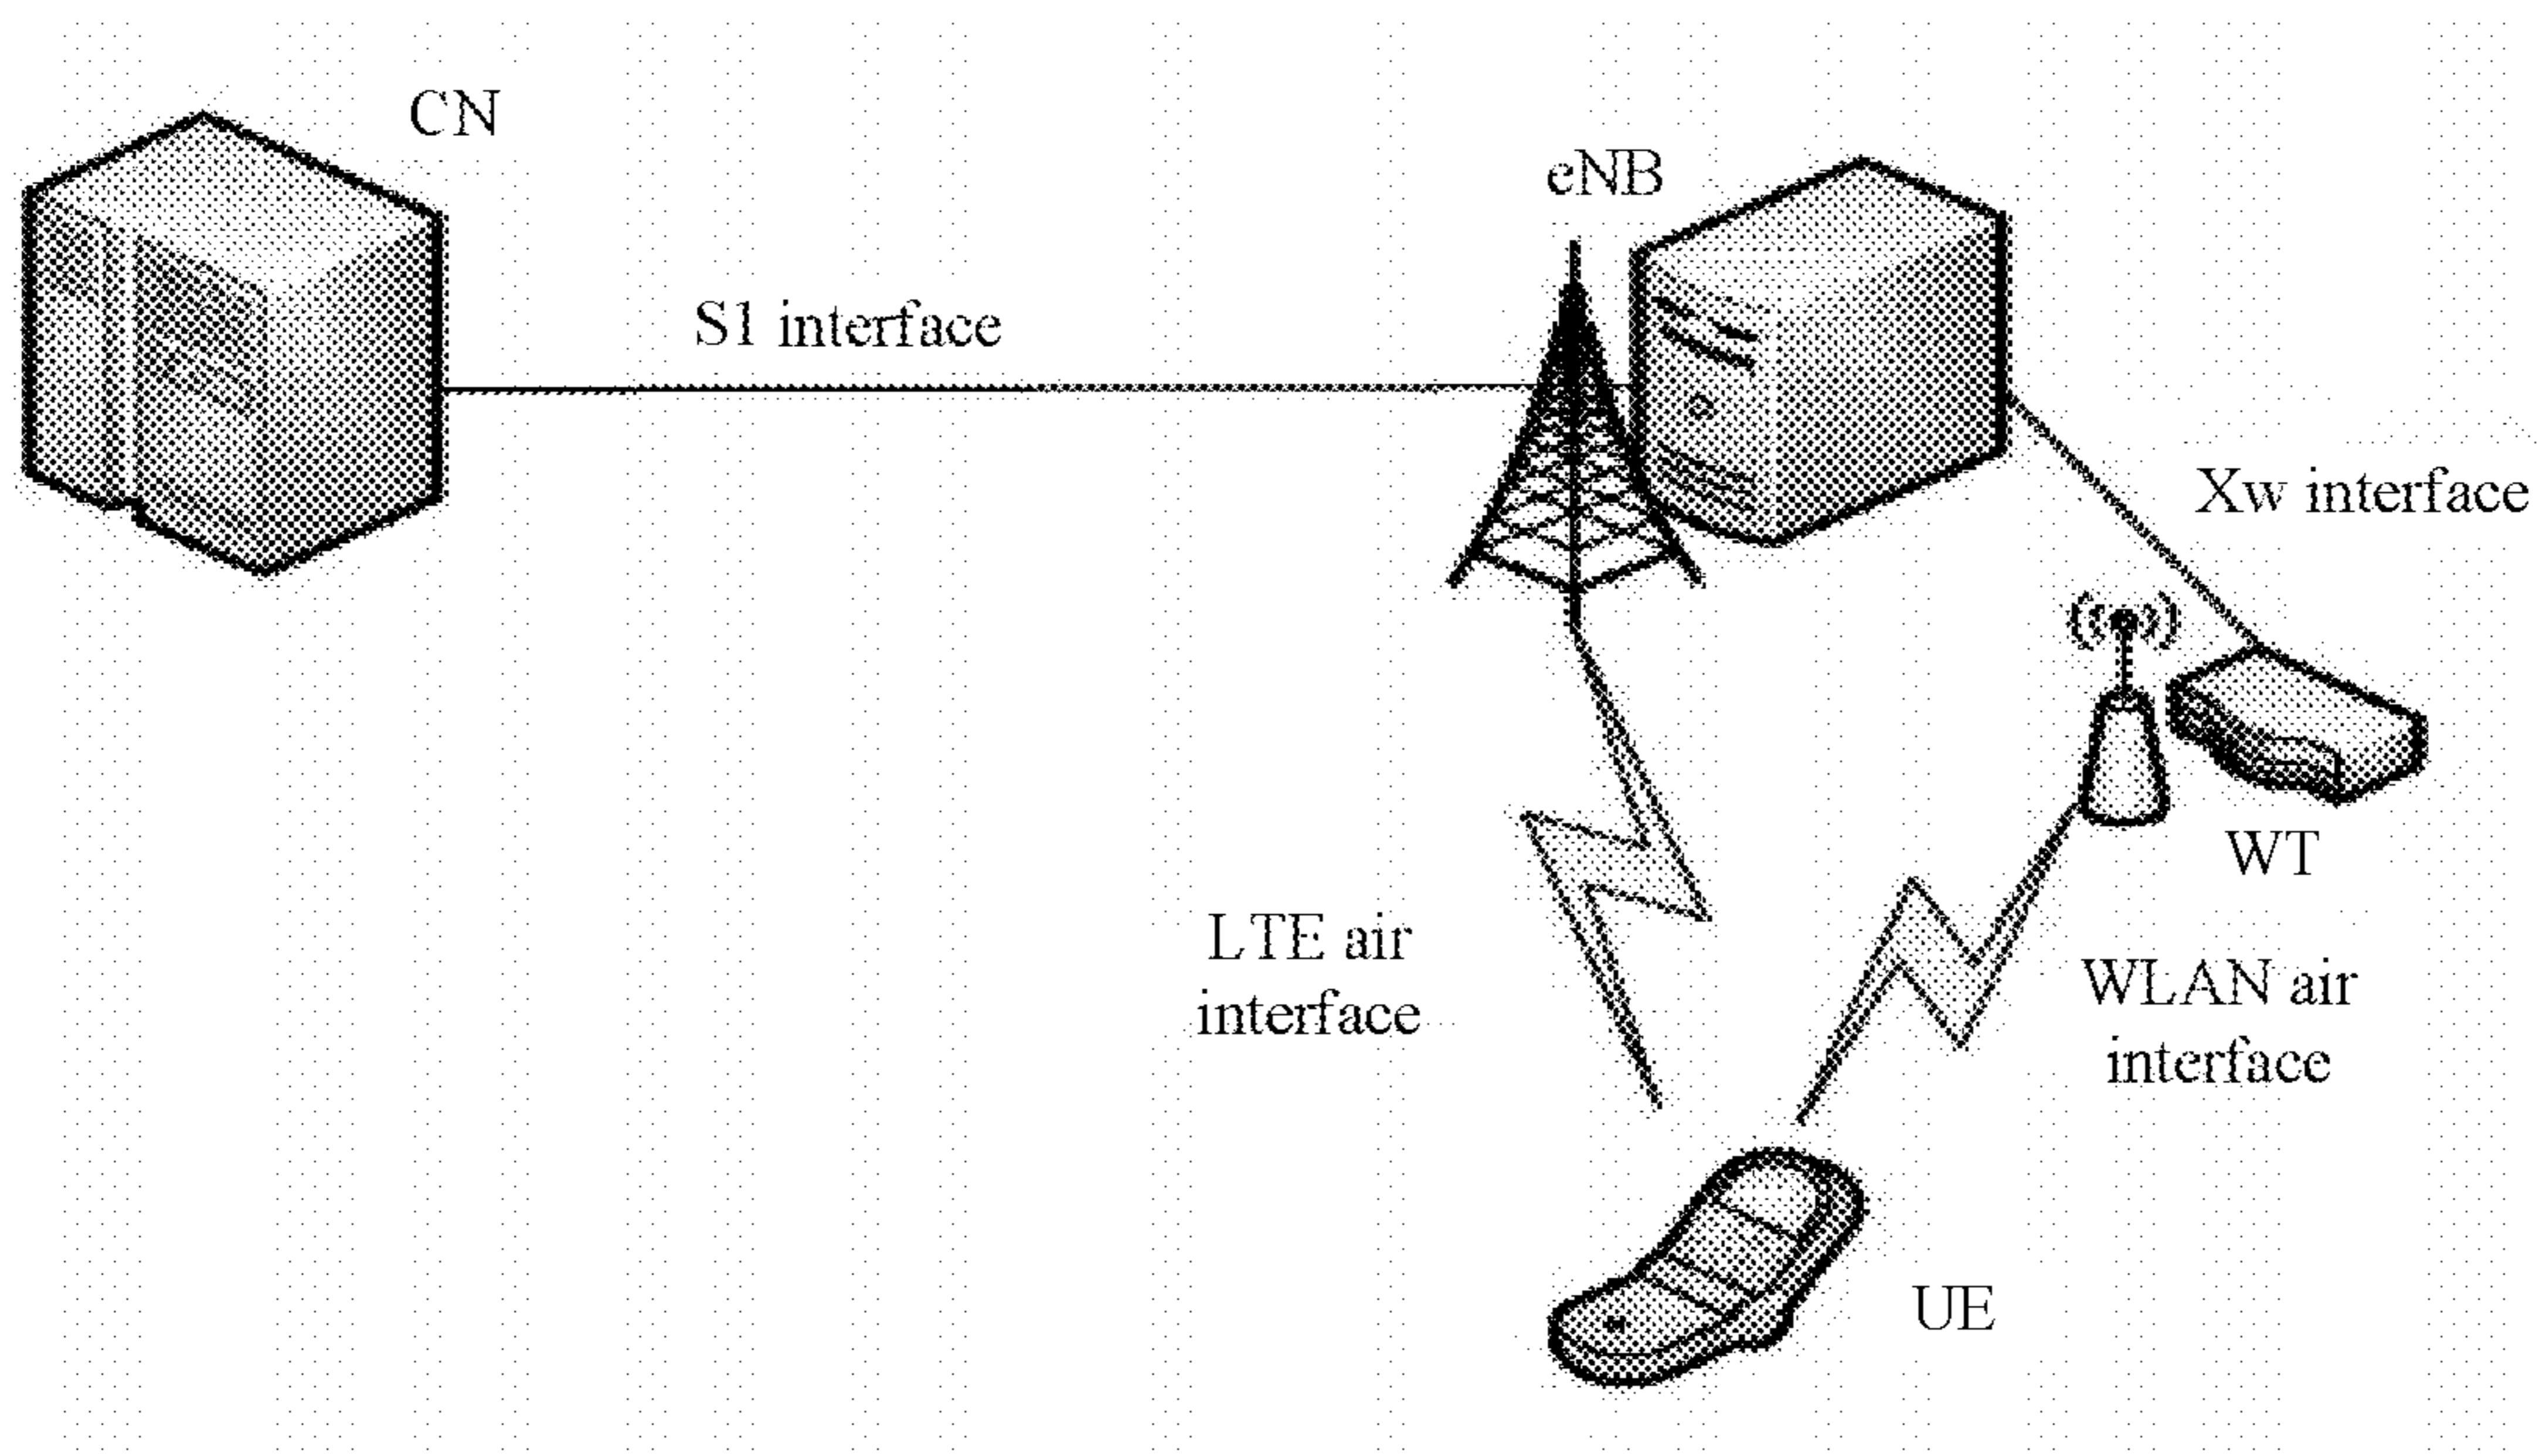 CN
eNB
S1 interface
Xw interface
WT
LTE air
interface
WLAN air
interface
UE